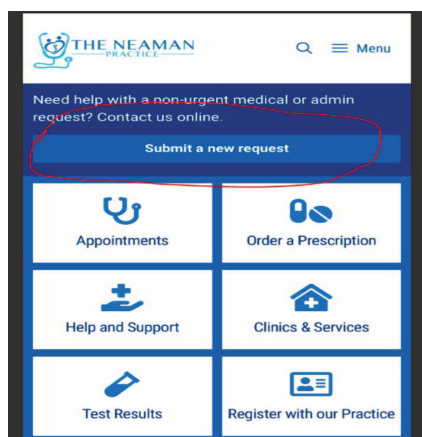 THE NEAMAN
PRACTICE
Menu
Need help with a non-urgent medical or admin
request? Contact us online.
Submit a new request
Appointments
Order a Prescription
Help and Support
Clinics & Services
Test Results
Register with our Practice